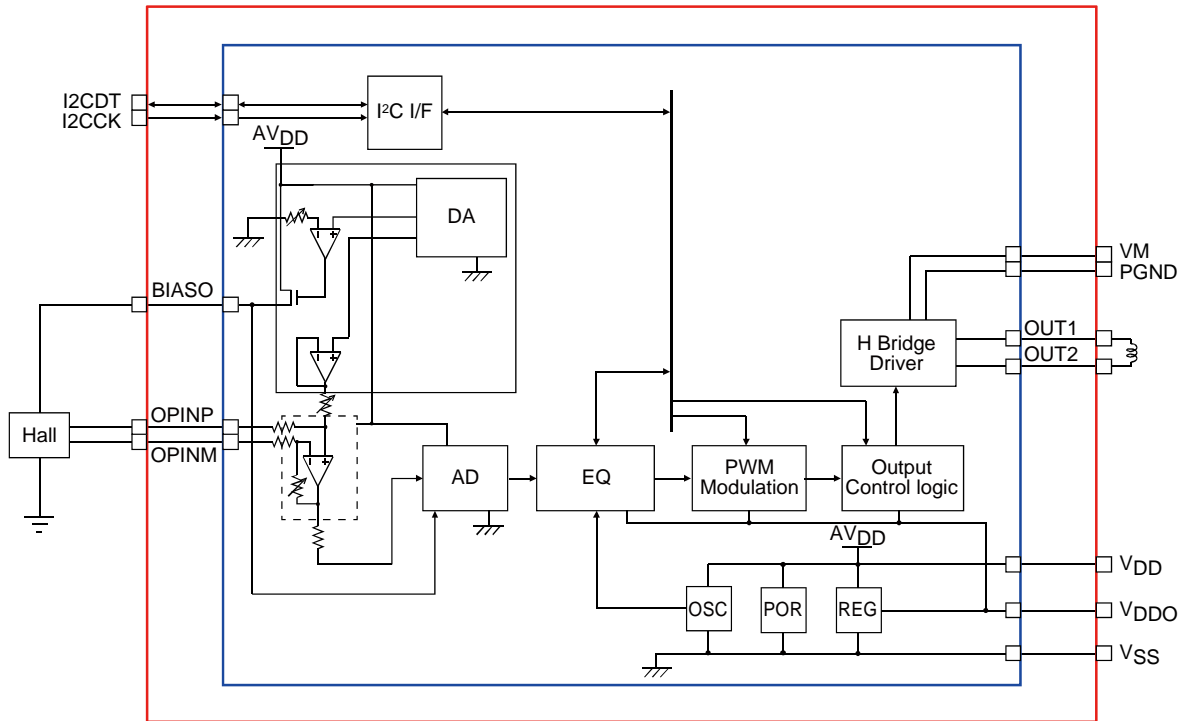 I2CDT
I2CCK
I²C I/F
AVDD
DA
BIASO
VM
PGND
OUT1
OUT2
H Bridge
Driver
Hall
OPINP
OPINM
AD
EQ
PWM
Modulation
Output
Control logic
AVDD
VDD
OSC
POR
REG
VDDO
VSS